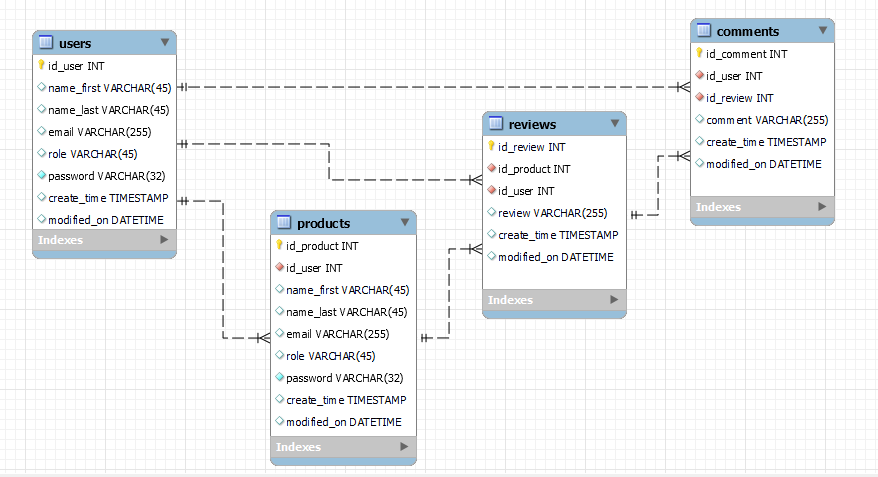 users
id_user INT
name_first VARCHAR(45)
name_last VARCHAR(45)
email VARCHAR(255)
role VARCHAR(45)
password VARCHAR(32)
create_time TIMESTAMP
modified_on DATETIME
Indexes
products
id_product INT
id_user INT
name_first VARCHAR(45)
name_last VARCHAR(45)
email VARCHAR(255)
role VARCHAR(45)
password VARCHAR(32)
create_time TIMESTAMP
modified_on DATETIME
Indexes
reviews
id_review INT
id_product INT
id_user INT
review VARCHAR(255)
create_time TIMESTAMP
modified_on DATETIME
Indexes
comments
id_comment INT
id_user INT
id_review INT
comment VARCHAR(255)
create_time TIMESTAMP
modified_on DATETIME
Indexes